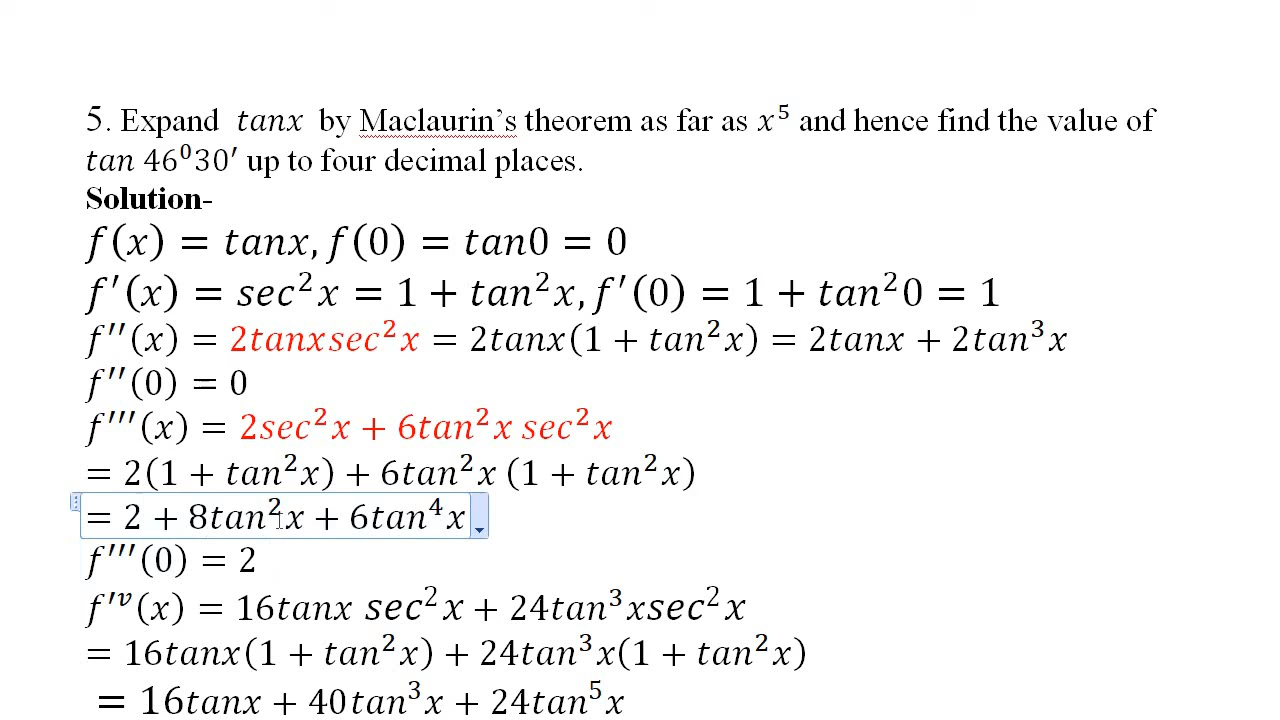 5. Expand tanx by Maclaurin's theorem as far as x⁵ and hence find the value of
tan 46⁰30′ up to four decimal places.
Solution-
f(x) = tanx, f(0) = tan0 = 0
f′(x) = sec²x = 1 + tan²x, f′(0) = 1 + tan²0 = 1
f′′(x) = 2tanxsec²x = 2tanx(1 + tan²x) = 2tanx + 2tan³x
f′′(0) = 0
f′′′(x) = 2sec²x + 6tan²x sec²x
= 2(1 + tan²x) + 6tan²x (1 + tan²x)
= 2 + 8tan²x + 6tan⁴x
f′′′(0) = 2
f′ᵛ(x) = 16tanx sec²x + 24tan³xsec²x
= 16tanx(1 + tan²x) + 24tan³x(1 + tan²x)
= 16tanx + 40tan³x + 24tan⁵x